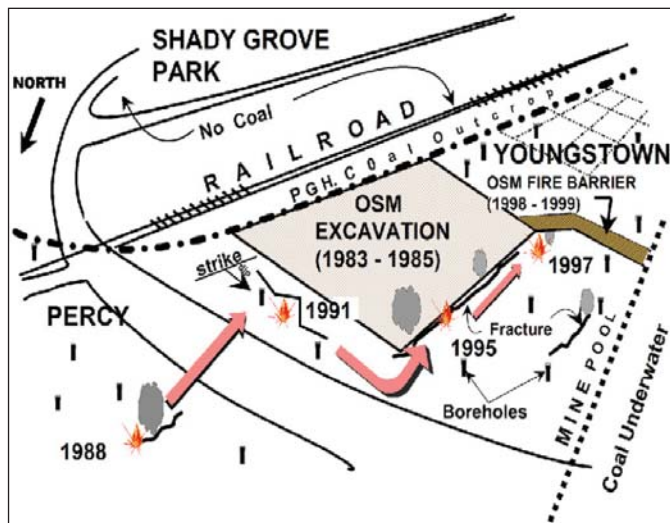 SHADY GROVE
PARK
NORTH
No Coal
RAILROAD
PGH. COal Outcrop
YOUNGSTOWN
OSM FIRE BARRIER
(1998 - 1999)
OSM
EXCAVATION
(1983 - 1985)
strike
1997
1991
PERCY
1995
Fracture
Boreholes
1988
MINE POOL
Coal Underwater